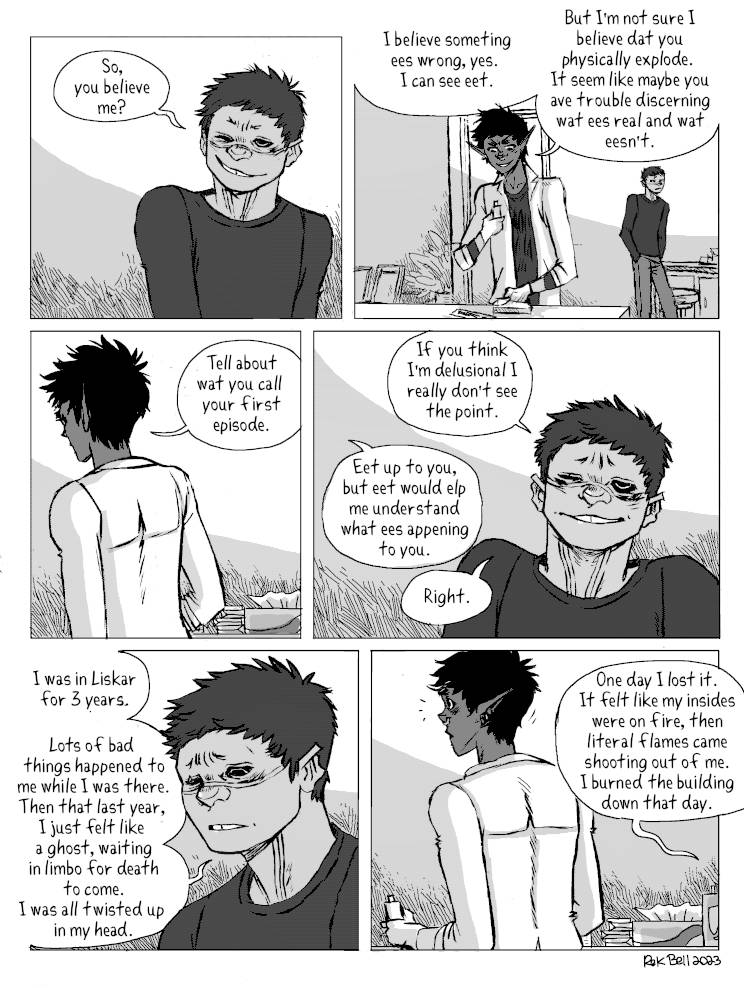 So,
you believe
me?
I believe someting
ees wrong, yes.
I can see eet.
But I'm not sure I
believe dat you
physically explode.
It seem like maybe you
ave trouble discerning
wat ees real and wat
eesn't.
Tell about
wat you call
your first
episode.
If you think
I'm delusional I
really don't see
the point.
Eet up to you,
but eet would elp
me understand
what ees appening
to you.
Right.
I was in Liskar
for 3 years.
Lots of bad
things happened to
me while I was there.
Then that last year,
I just felt like
a ghost, waiting
in limbo for death
to come.
I was all twisted up
in my head.
One day I lost it.
It felt like my insides
were on fire, then
literal flames came
shooting out of me.
I burned the building
down that day.
Bell 2023